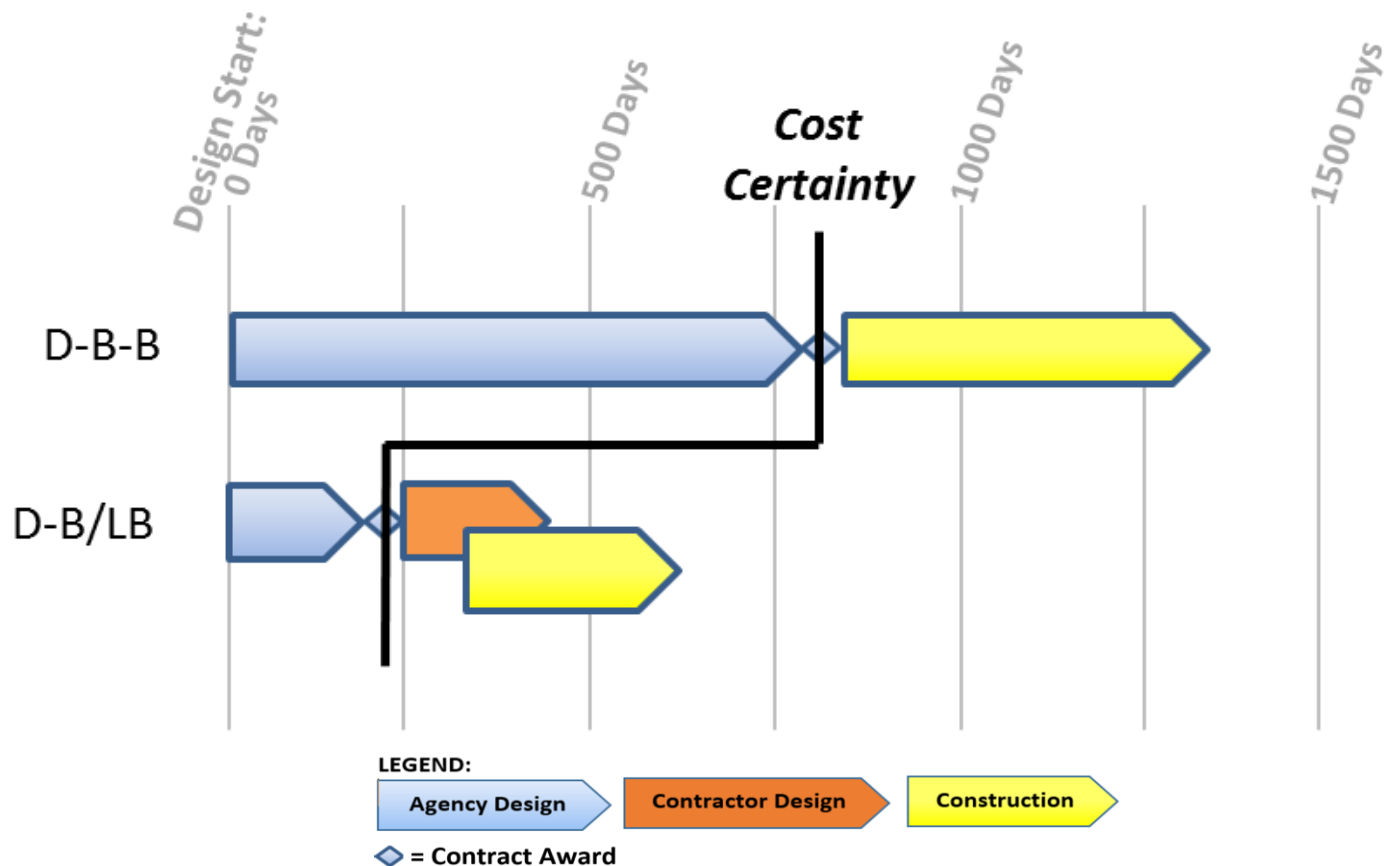 Design Start:
0 Days
500 Days
1000 Days
1500 Days
Cost
Certainty
D-B-B
D-B/LB
LEGEND:
Agency Design
Contractor Design
Construction
= Contract Award